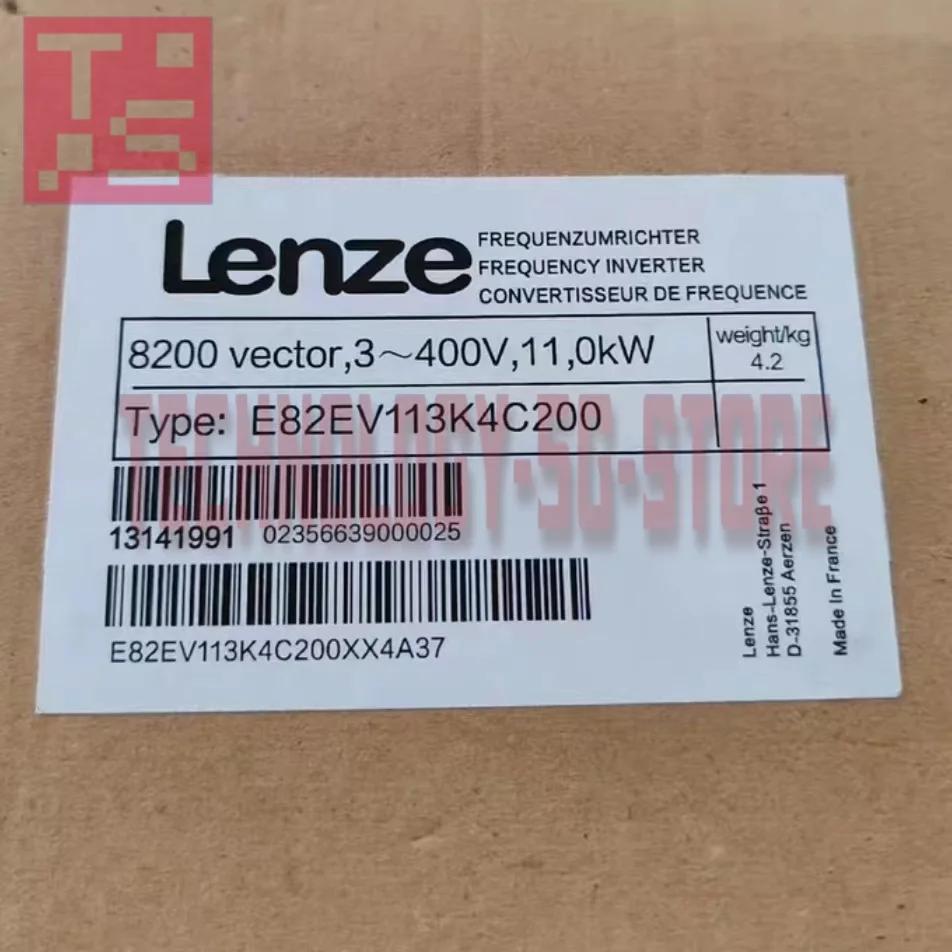 Lenze
FREQUENZUMRICHTER
FREQUENCY INVERTER
CONVERTISSEUR DE FREQUENCE
8200 vector,3～400V,11,0kW
weight/kg
4.2
Type: E82EV113K4C200
TECHNOLOGY-SG-STORE
13141991 02356639000025
E82EV113K4C200XX4A37
Lenze
Hans-Lenze-Straβe 1
D-31855 Aerzen
Made In France